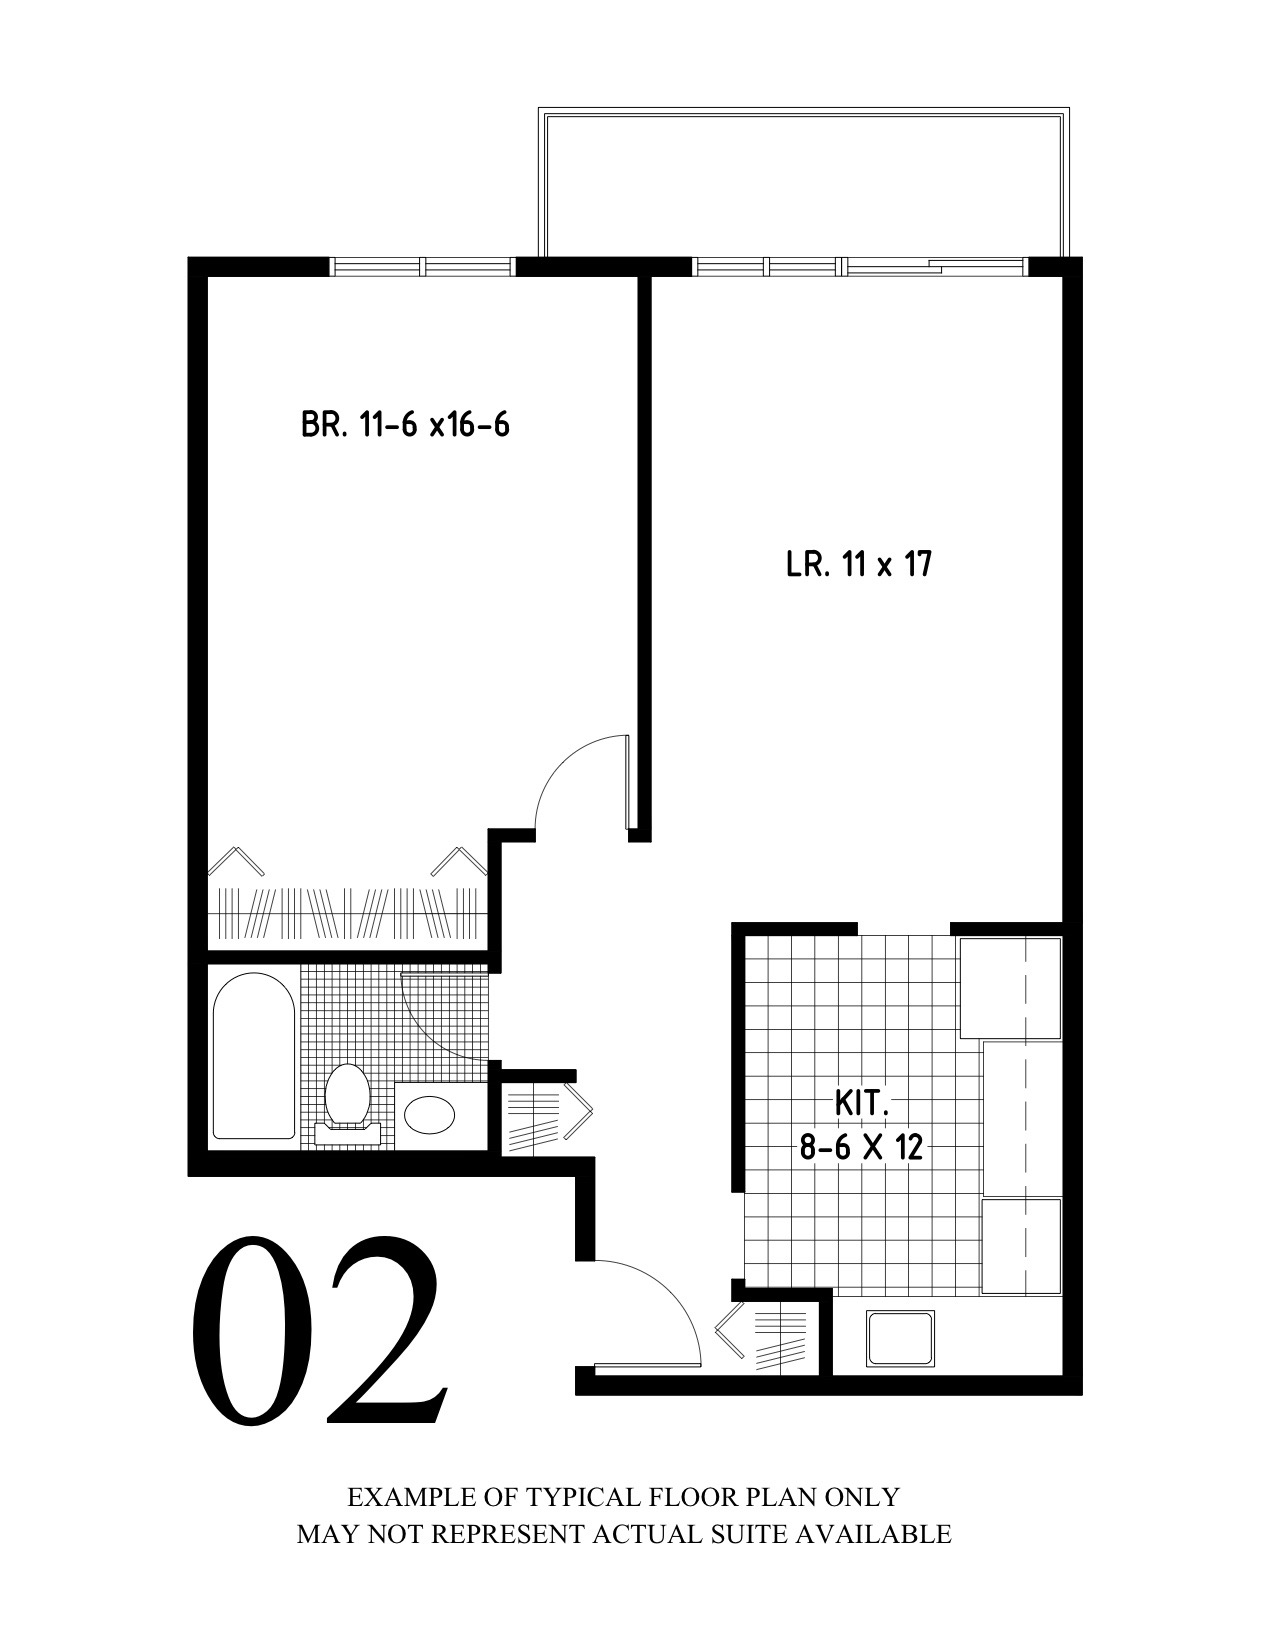 BR. 11-6 x16-6
LR. 11 x 17
KIT.
8-6 X 12
02
EXAMPLE OF TYPICAL FLOOR PLAN ONLY
MAY NOT REPRESENT ACTUAL SUITE AVAILABLE